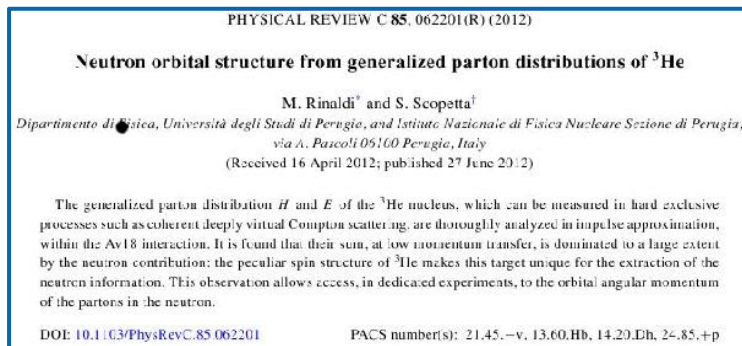 PHYSICAL REVIEW C 85, 062201(R) (2012)
Neutron orbital structure from generalized parton distributions of ³He
M. Rinaldi* and S. Scopetta†
Dipartimento di Fisica, Università degli Studi di Perugia, and Istituto Nazionale di Fisica Nucleare Sezione di Perugia,
via A. Pascoli 06100 Perugia, Italy
(Received 16 April 2012; published 27 June 2012)
The generalized parton distribution H and E of the ³He nucleus, which can be measured in hard exclusive
processes such as coherent deeply virtual Compton scattering, are thoroughly analyzed in impulse approximation,
within the Av18 interaction. It is found that their sum, at low momentum transfer, is dominated to a large extent
by the neutron contribution: the peculiar spin structure of ³He makes this target unique for the extraction of the
neutron information. This observation allows access, in dedicated experiments, to the orbital angular momentum
of the partons in the neutron.
DOI: 10.1103/PhysRevC.85.062201 PACS number(s): 21.45.−v, 13.60.Hb, 14.20.Dh, 24.85.+p